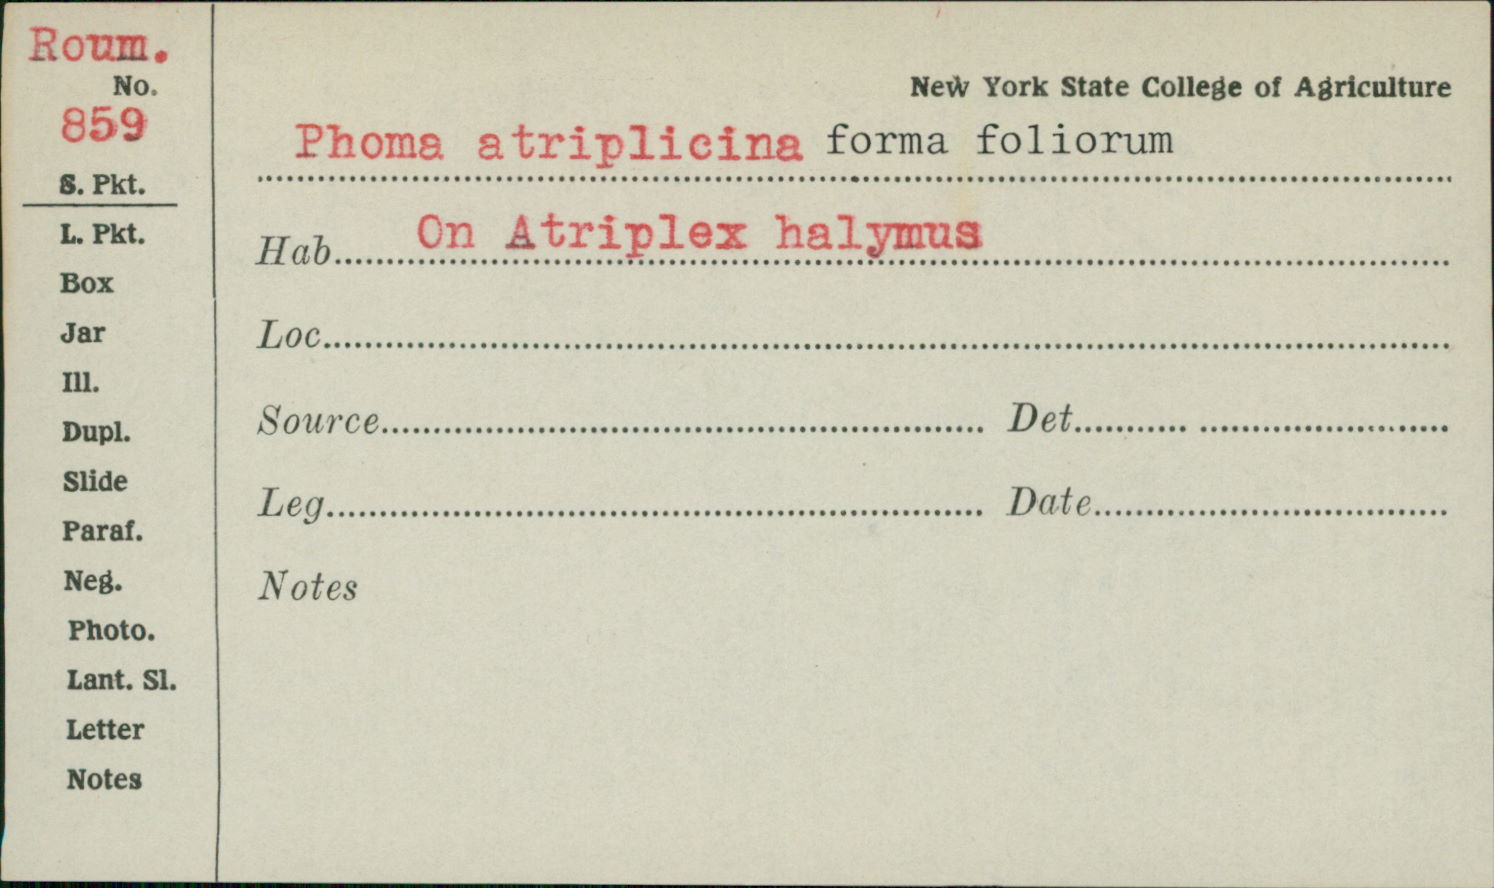 Roum.
No.
859
S. Pkt.
L. Pkt.
Box
Jar
Ill.
Dupl.
Slide
Paraf.
Neg.
Photo.
Lant. Sl.
Letter
Notes
New York State College of Agriculture
Phoma atriplicina forma foliorum
Hab. On Atriplex halymus
Loc.
Source Det.
Leg. Date
Notes